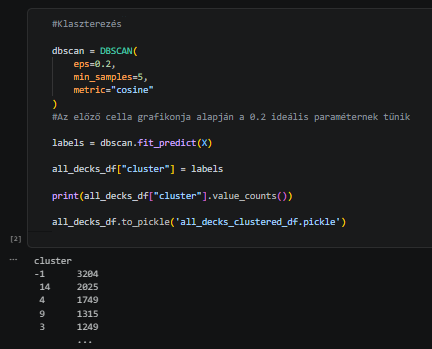 #Klaszterezés
dbscan = DBSCAN(
    eps=0.2,
    min_samples=5,
    metric="cosine"
)
#Az előző cella grafikonja alapján a 0.2 ideális paraméternek tűnik
labels = dbscan.fit_predict(X)
all_decks_df["cluster"] = labels
print(all_decks_df["cluster"].value_counts())
all_decks_df.to_pickle('all_decks_clustered_df.pickle')
[2]
... cluster
-1 3204
14 2025
4 1749
9 1315
3 1249
...